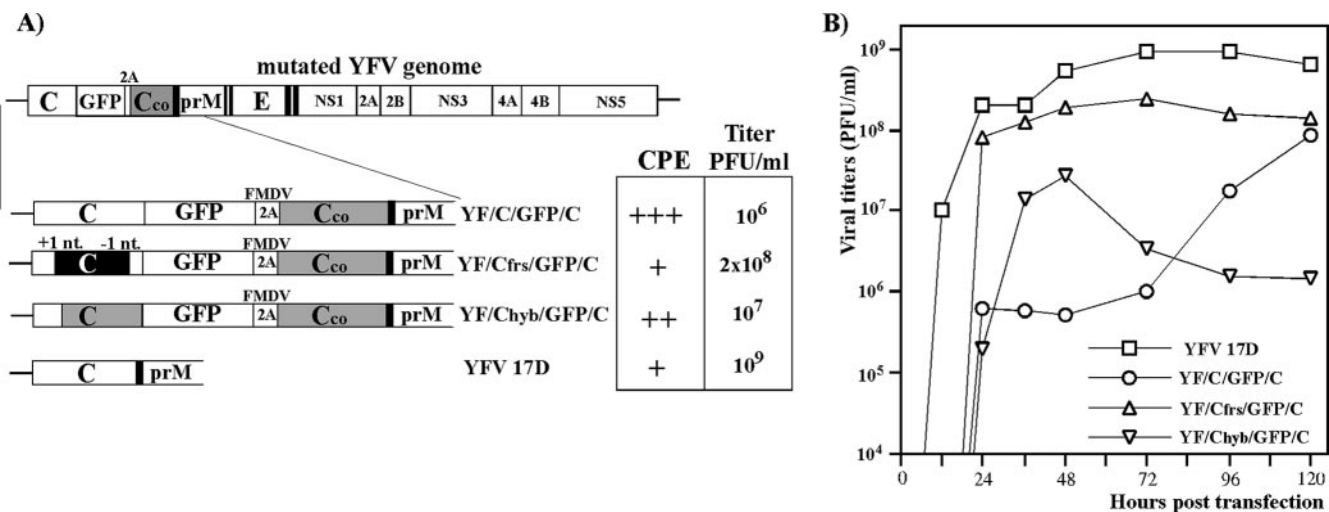 A)
mutated YFV genome
2A
C GFP Cco prM E NS1 2A 2B NS3 4A 4B NS5
CPE Titer PFU/ml
FMDV
C GFP 2A Cco prM YF/C/GFP/C +++ 10^6
+1 nt. -1 nt. FMDV
C GFP 2A Cco prM YF/Cfrs/GFP/C + 2x10^8
FMDV
C GFP 2A Cco prM YF/Chyb/GFP/C ++ 10^7
C prM YFV 17D + 10^9
B)
Viral titers (PFU/ml)
10^9
10^8
10^7
10^6
10^5
10^4
YFV 17D
YF/C/GFP/C
YF/Cfrs/GFP/C
YF/Chyb/GFP/C
0 24 48 72 96 120
Hours post transfection